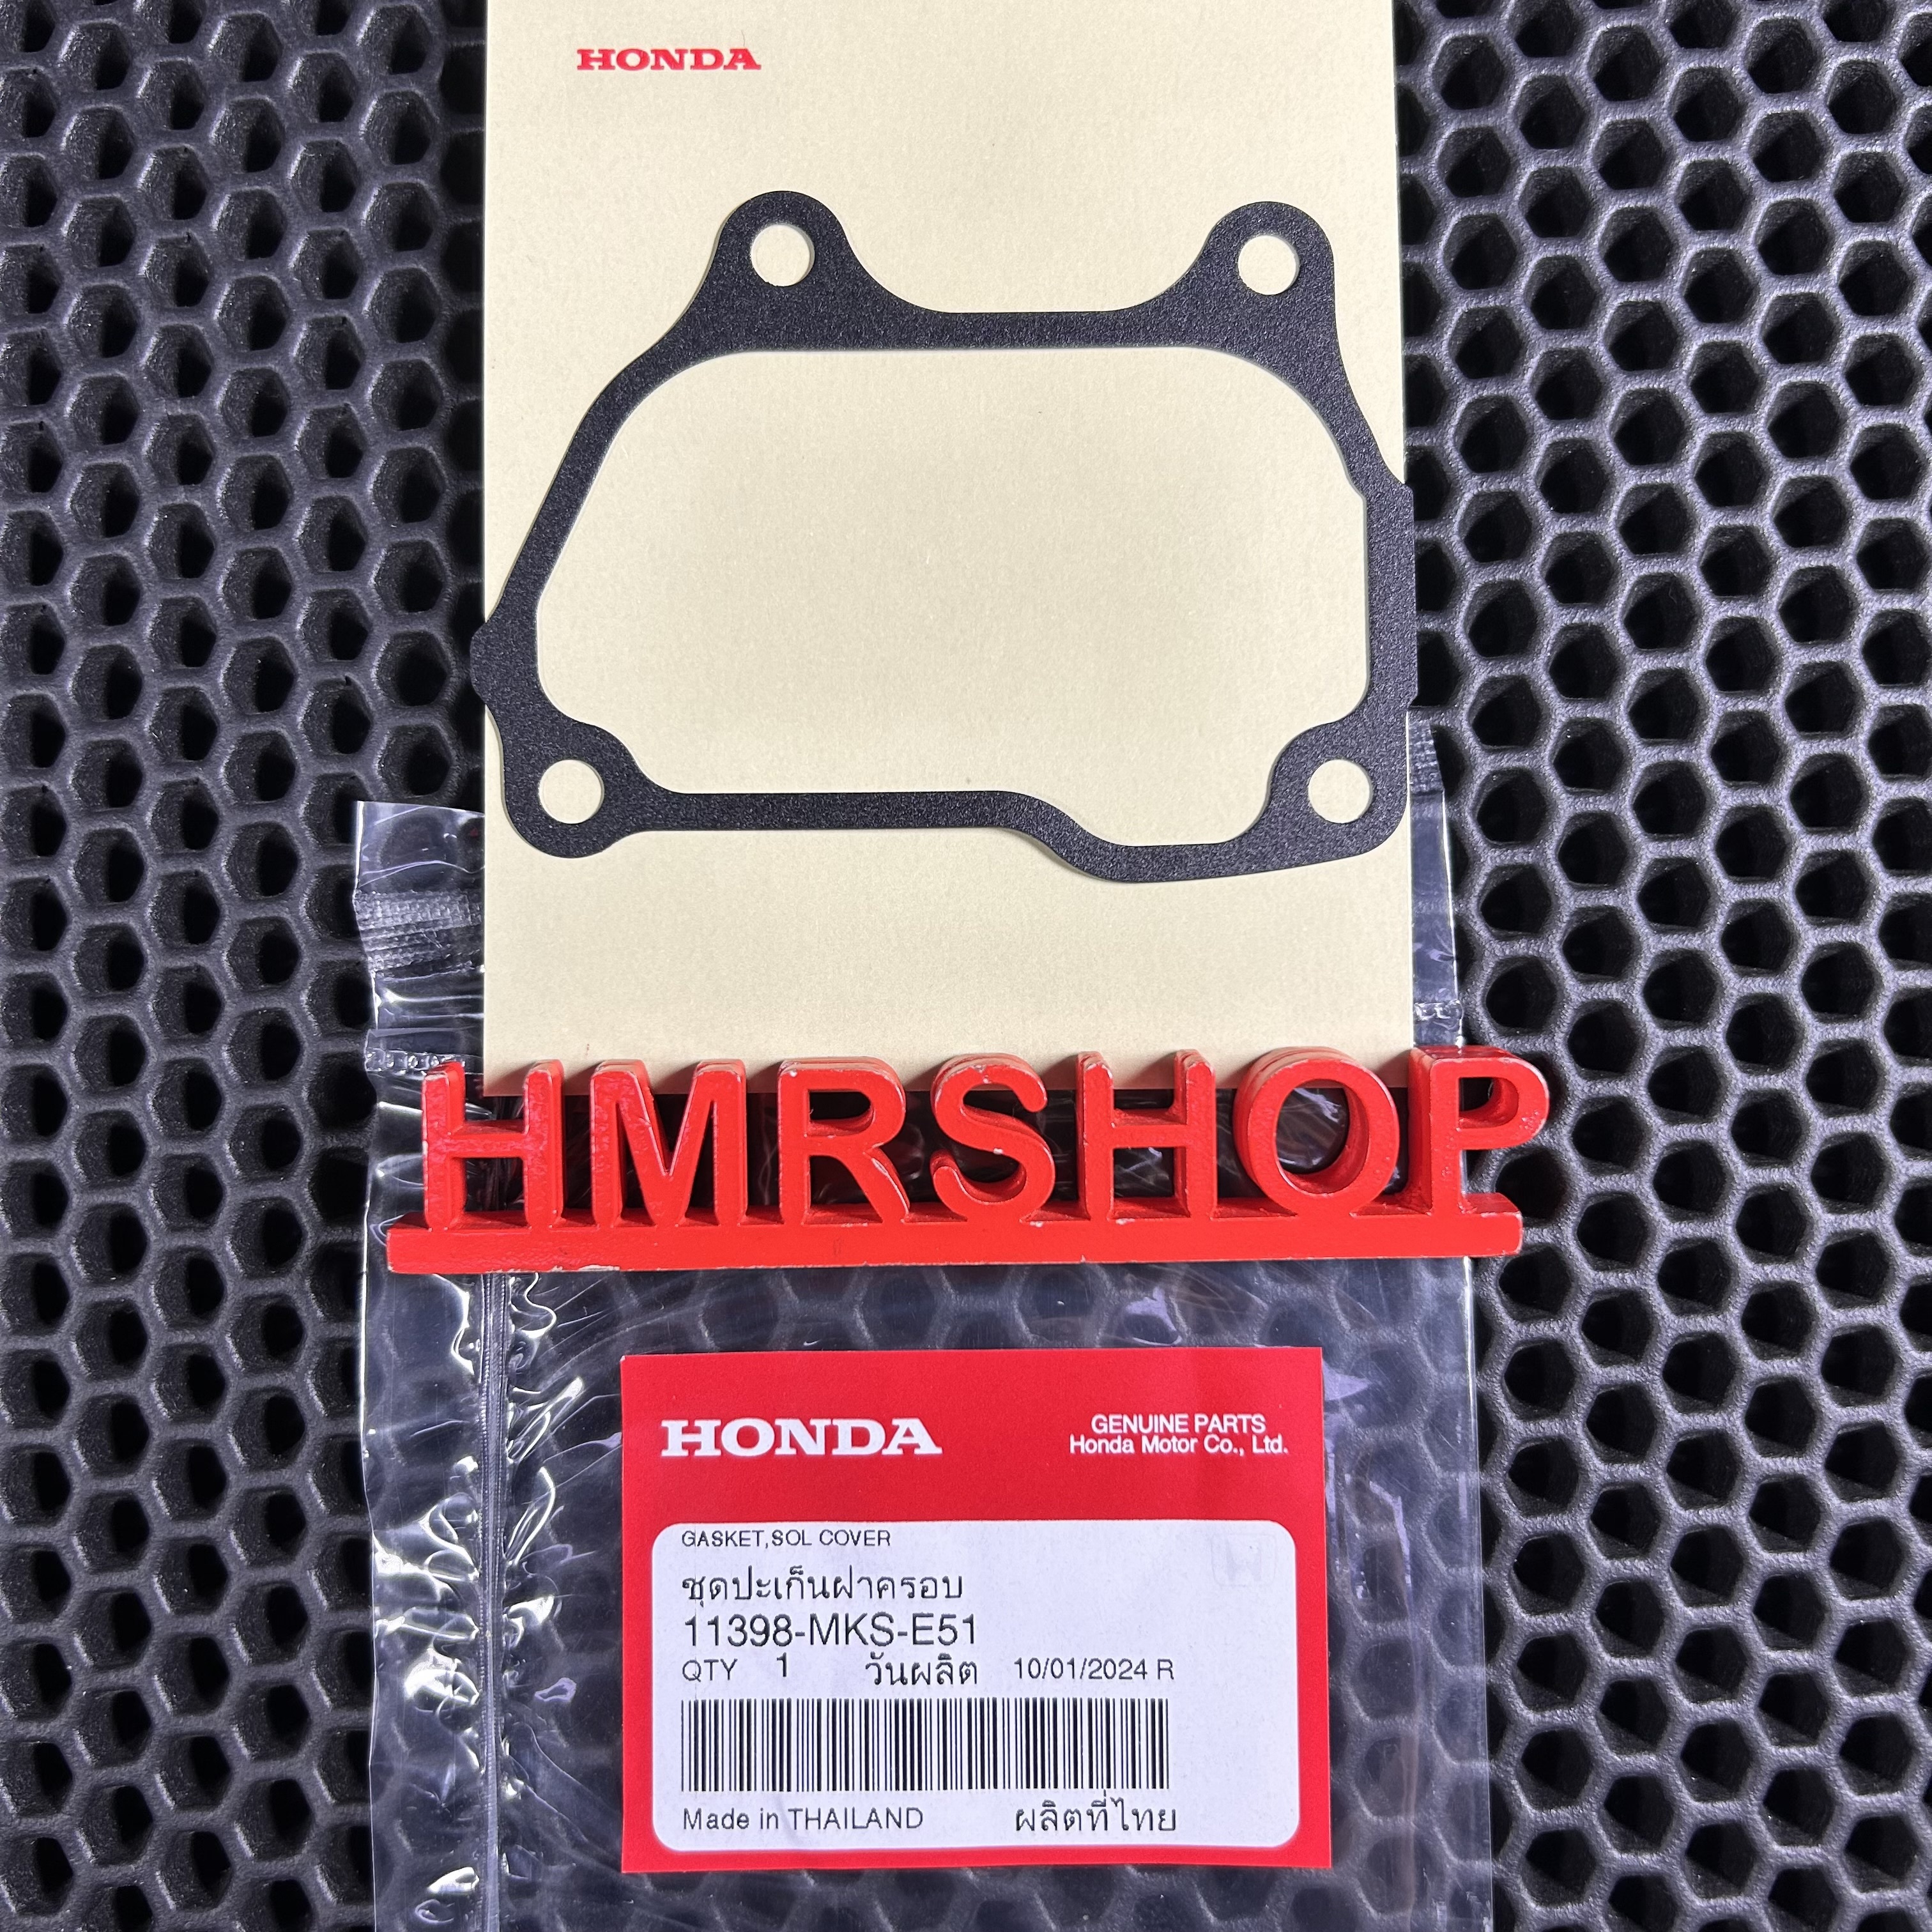 HONDA
HMRSHOP
HONDA
GENUINE PARTS
Honda Motor Co., Ltd.
GASKET,SOL COVER
ชุดปะเก็นฝาครอบ
11398-MKS-E51
QTY 1 วันผลิต 10/01/2024 R
Made in THAILAND ผลิตที่ไทย